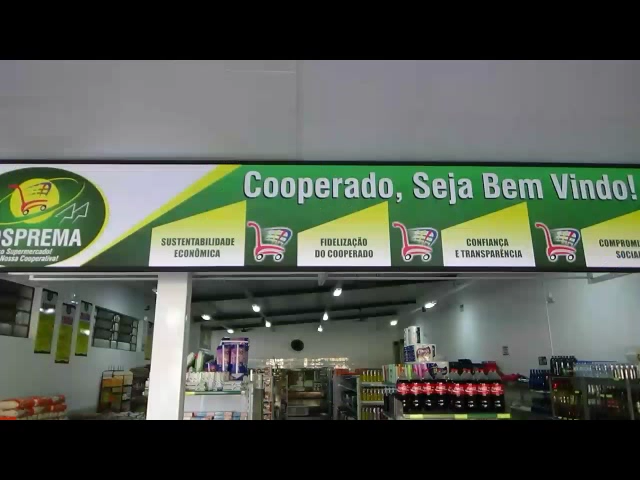 Cooperado, Seja Bem Vindo!
OSPREMA
Supermercado!
Nossa Cooperativa!
SUSTENTABILIDADE
ECONÔMICA
FIDELIZAÇÃO
DO COOPERADO
CONFIANÇA
E TRANSPARÊNCIA
COMPROM
SOCIA